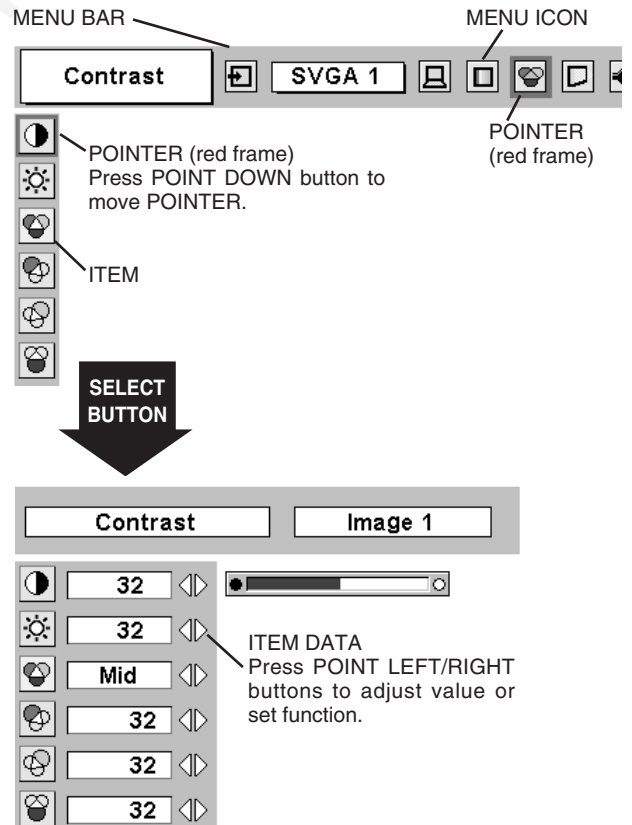 MENU BAR
MENU ICON
Contrast
SVGA 1
POINTER
(red frame)
POINTER (red frame)
Press POINT DOWN button to
move POINTER.
ITEM
SELECT
BUTTON
Contrast
Image 1
32
32
ITEM DATA
Press POINT LEFT/RIGHT
buttons to adjust value or
set function.
Mid
32
32
32